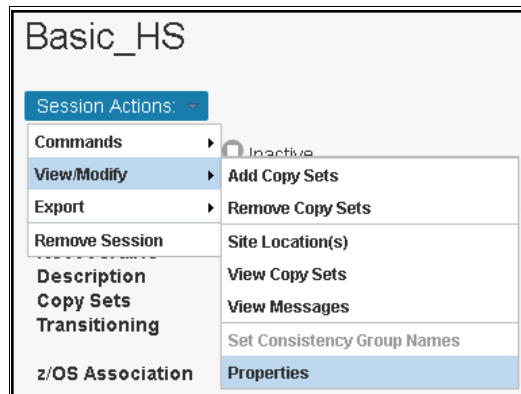 Basic_HS
Session Actions:
Commands
Inactive
View/Modify
Add Copy Sets
Export
Remove Copy Sets
Remove Session
Site Location(s)
Description
View Copy Sets
Copy Sets
View Messages
Transitioning
Set Consistency Group Names
z/OS Association
Properties